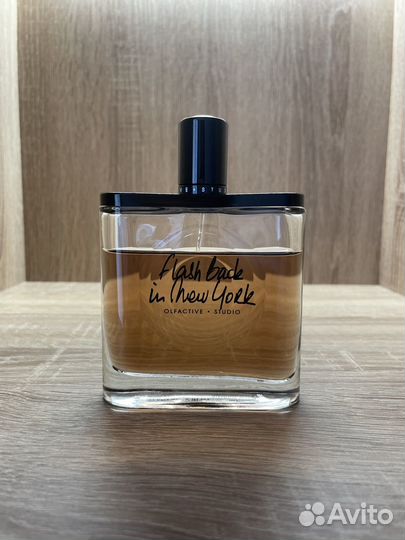 flash back
in New York
OLFACTIVE • STUDIO
Avito